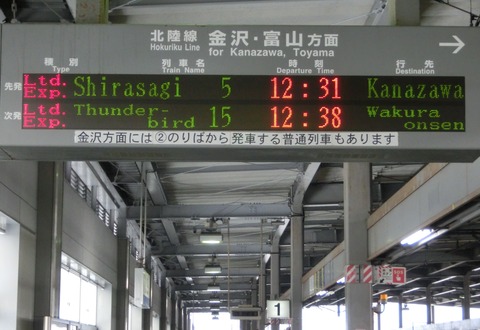 北陸線 金沢・富山 方面
Hokuriku Line for Kanazawa, Toyama
種別 列車名 時刻 行先
Type Train Name Departure Time Destination
先発 Ltd. Exp. Shirasagi 5 12:31 Kanazawa
次発 Ltd. Exp. Thunder-bird 15 12:38 Wakura onsen
金沢方面には②のりばから発車する普通列車もあります
1